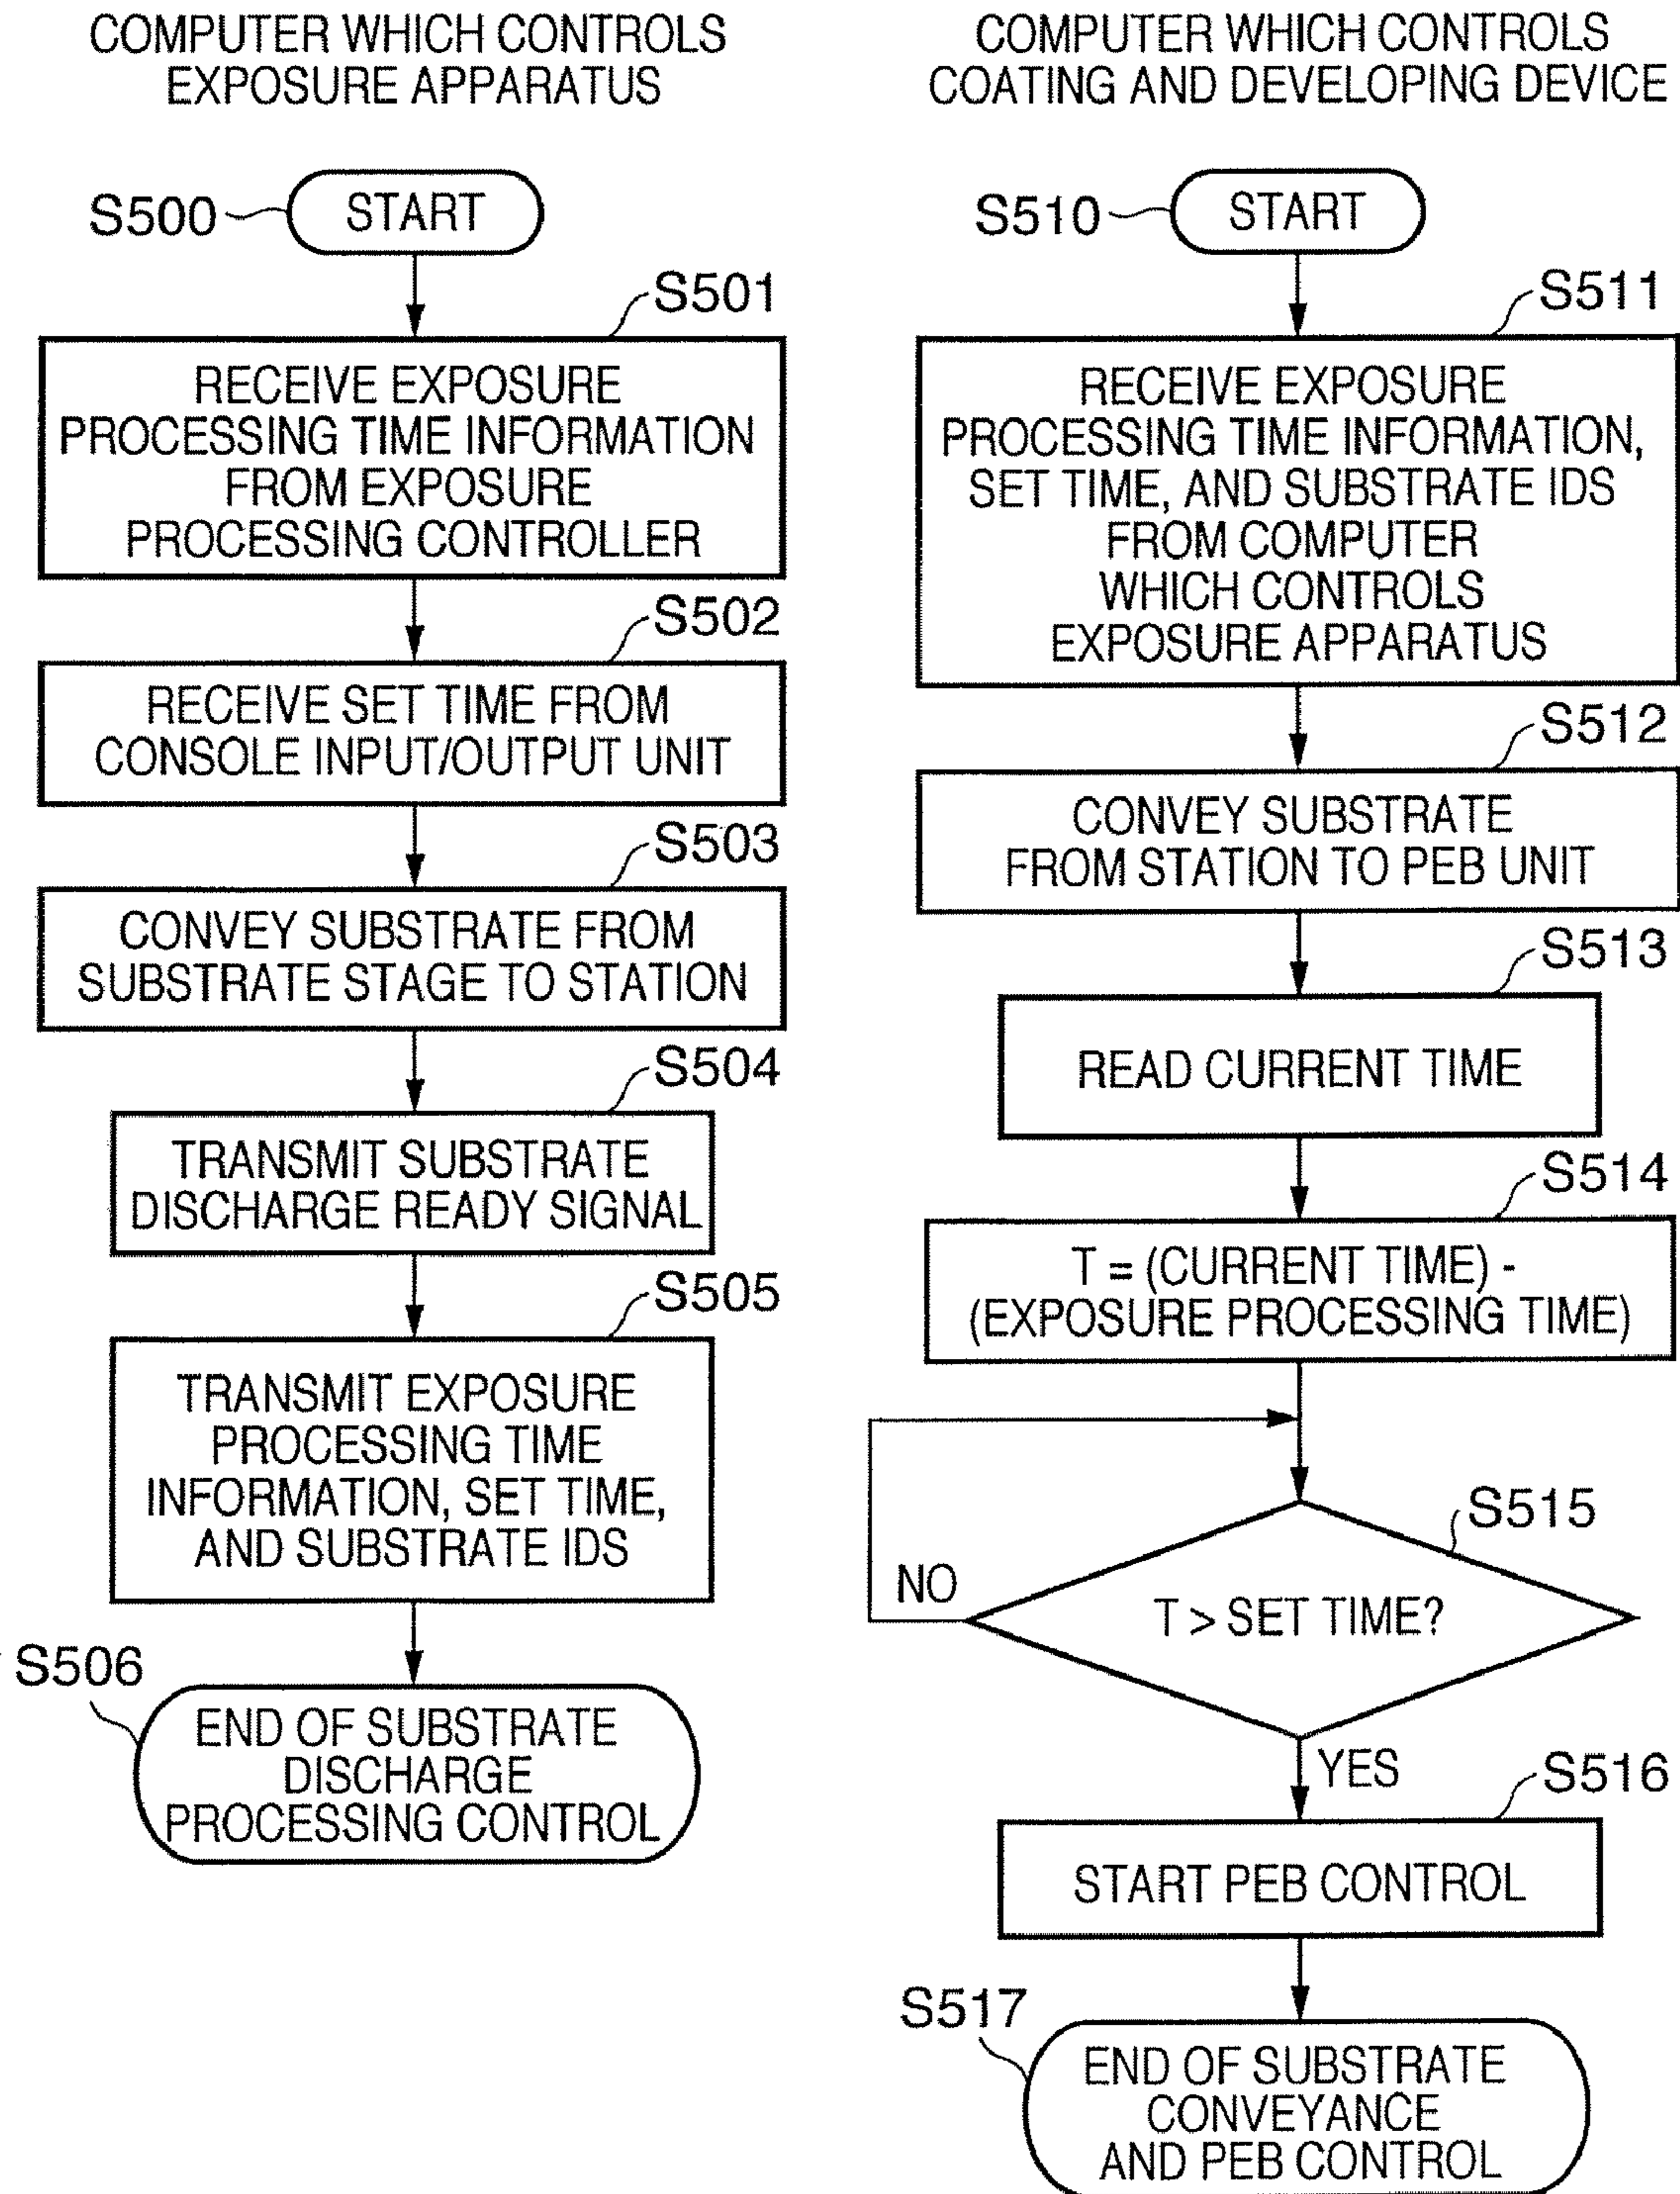 COMPUTER WHICH CONTROLS
EXPOSURE APPARATUS
S500
START
S501
RECEIVE EXPOSURE
PROCESSING TIME INFORMATION
FROM EXPOSURE
PROCESSING CONTROLLER
S502
RECEIVE SET TIME FROM
CONSOLE INPUT/OUTPUT UNIT
S503
CONVEY SUBSTRATE FROM
SUBSTRATE STAGE TO STATION
S504
TRANSMIT SUBSTRATE
DISCHARGE READY SIGNAL
S505
TRANSMIT EXPOSURE
PROCESSING TIME
INFORMATION, SET TIME,
AND SUBSTRATE IDS
S506
END OF SUBSTRATE
DISCHARGE
PROCESSING CONTROL
COMPUTER WHICH CONTROLS
COATING AND DEVELOPING DEVICE
S510
START
S511
RECEIVE EXPOSURE
PROCESSING TIME INFORMATION,
SET TIME, AND SUBSTRATE IDS
FROM COMPUTER
WHICH CONTROLS
EXPOSURE APPARATUS
S512
CONVEY SUBSTRATE
FROM STATION TO PEB UNIT
S513
READ CURRENT TIME
S514
T = (CURRENT TIME) -
(EXPOSURE PROCESSING TIME)
S515
T > SET TIME?
NO
YES
S516
START PEB CONTROL
S517
END OF SUBSTRATE
CONVEYANCE
AND PEB CONTROL